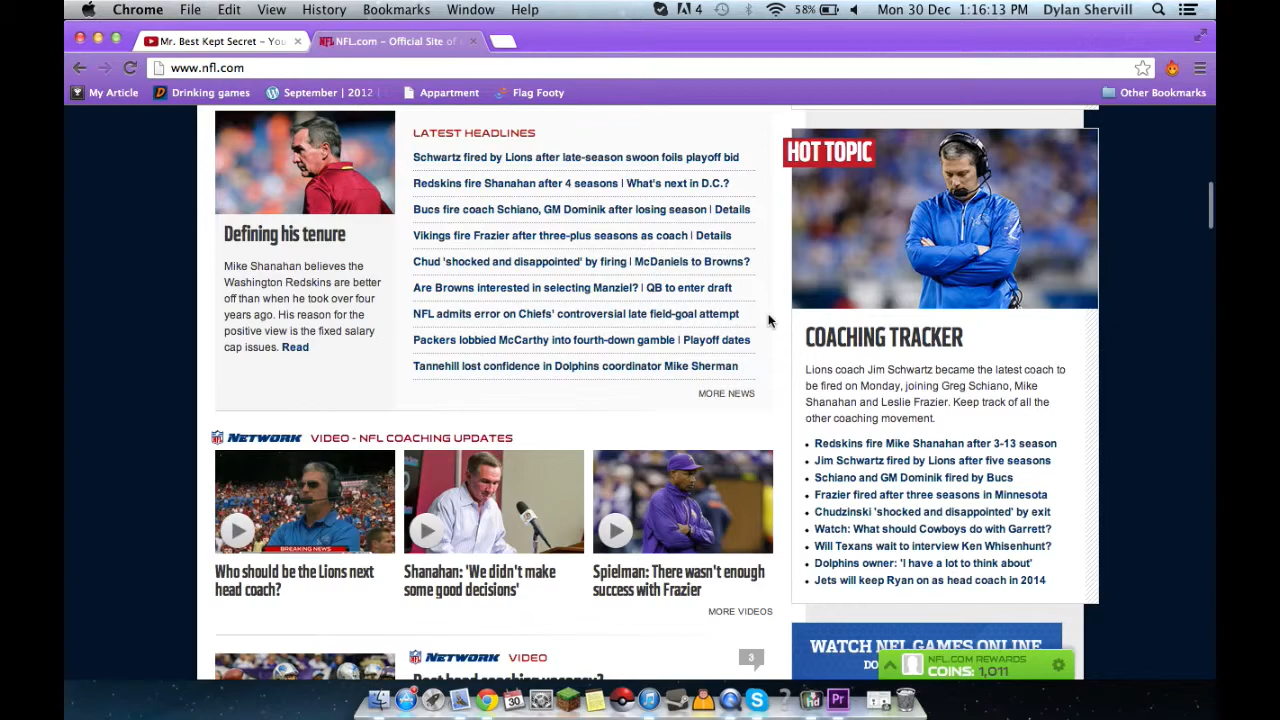 Chrome File Edit View History Bookmarks Window Help 4 58% Mon 30 Dec 1:16:13 PM Dylan Shervill
Mr. Best Kept Secret – You
NFL.com – Official Site of
www.nfl.com
My Article Drinking games September | 2012 Appartment Flag Footy Other Bookmarks
LATEST HEADLINES
Schwartz fired by Lions after late-season swoon foils playoff bid
Redskins fire Shanahan after 4 seasons | What's next in D.C.?
Bucs fire coach Schiano, GM Dominik after losing season | Details
Vikings fire Frazier after three-plus seasons as coach | Details
Chud 'shocked and disappointed' by firing | McDaniels to Browns?
Are Browns interested in selecting Manziel? | QB to enter draft
NFL admits error on Chiefs' controversial late field-goal attempt
Packers lobbied McCarthy into fourth-down gamble | Playoff dates
Tannehill lost confidence in Dolphins coordinator Mike Sherman
MORE NEWS
Defining his tenure
Mike Shanahan believes the
Washington Redskins are better
off than when he took over four
years ago. His reason for the
positive view is the fixed salary
cap issues. Read
HOT TOPIC
COACHING TRACKER
Lions coach Jim Schwartz became the latest coach to
be fired on Monday, joining Greg Schiano, Mike
Shanahan and Leslie Frazier. Keep track of all the
other coaching movement.
• Redskins fire Mike Shanahan after 3-13 season
• Jim Schwartz fired by Lions after five seasons
• Schiano and GM Dominik fired by Bucs
• Frazier fired after three seasons in Minnesota
• Chudzinski 'shocked and disappointed' by exit
• Watch: What should Cowboys do with Garrett?
• Will Texans wait to interview Ken Whisenhunt?
• Dolphins owner: 'I have a lot to think about'
• Jets will keep Ryan on as head coach in 2014
NFL NETWORK VIDEO - NFL COACHING UPDATES
BREAKING NEWS
Who should be the Lions next
head coach?
Shanahan: 'We didn't make
some good decisions'
Spielman: There wasn't enough
success with Frazier
MORE VIDEOS
NFL NETWORK VIDEO
3
Best head coaching vacancy?
WATCH NFL GAMES ONLINE
NFL.COM REWARDS
COINS: 1,011
30
hd
Pr